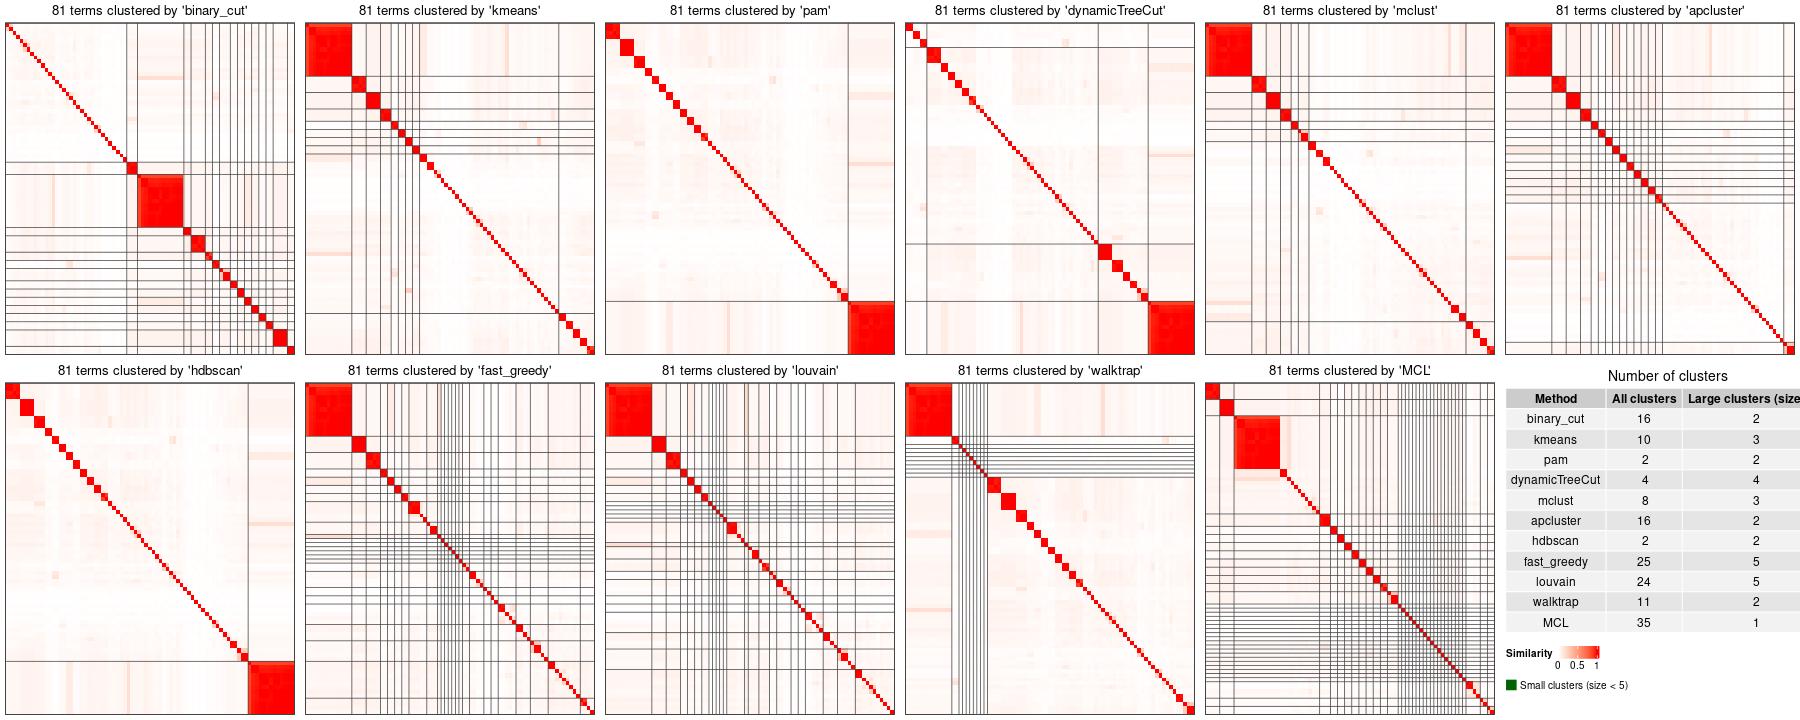 81 terms clustered by 'binary_cut'
81 terms clustered by 'kmeans'
81 terms clustered by 'pam'
81 terms clustered by 'dynamicTreeCut'
81 terms clustered by 'mclust'
81 terms clustered by 'apcluster'
81 terms clustered by 'hdbscan'
81 terms clustered by 'fast_greedy'
81 terms clustered by 'louvain'
81 terms clustered by 'walktrap'
81 terms clustered by 'MCL'
Number of clusters
Method All clusters Large clusters (size
binary_cut 16 2
kmeans 10 3
pam 2 2
dynamicTreeCut 4 4
mclust 8 3
apcluster 16 2
hdbscan 2 2
fast_greedy 25 5
louvain 24 5
walktrap 11 2
MCL 35 1
Similarity
0 0.5 1
Small clusters (size < 5)